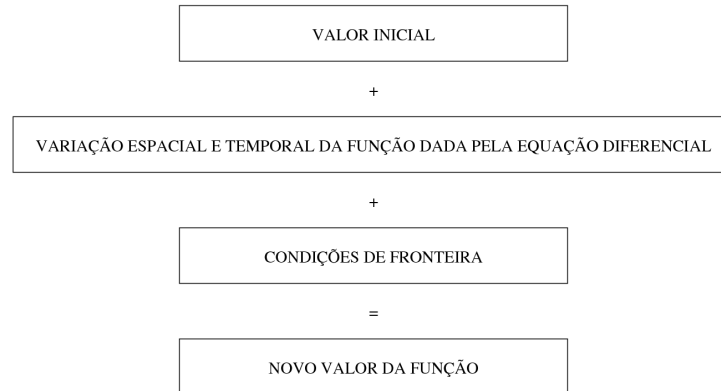 VALOR INICIAL
+
VARIAÇÃO ESPACIAL E TEMPORAL DA FUNÇÃO DADA PELA EQUAÇÃO DIFERENCIAL
+
CONDIÇÕES DE FRONTEIRA
=
NOVO VALOR DA FUNÇÃO